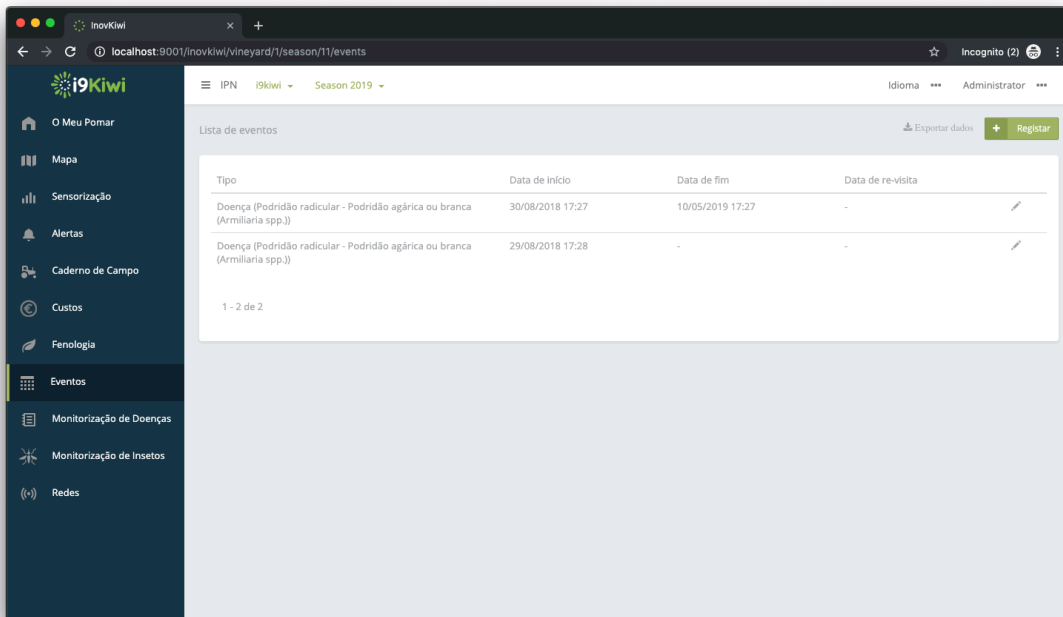 InovKiwi
localhost:9001/inovkiwi/vineyard/1/season/11/events
Incognito (2)
i9Kiwi
IPN i9kiwi Season 2019
Idioma Administrator
O Meu Pomar
Mapa
Sensorização
Alertas
Caderno de Campo
Custos
Fenologia
Eventos
Monitorização de Doenças
Monitorização de Insetos
Redes
Lista de eventos
Exportar dados
+ Registar
Tipo Data de início Data de fim Data de re-visita
Doença (Podridão radicular - Podridão agárica ou branca 30/08/2018 17:27 10/05/2019 17:27 -
(Armiliaria spp.))
Doença (Podridão radicular - Podridão agárica ou branca 29/08/2018 17:28 - -
(Armiliaria spp.))
1 - 2 de 2